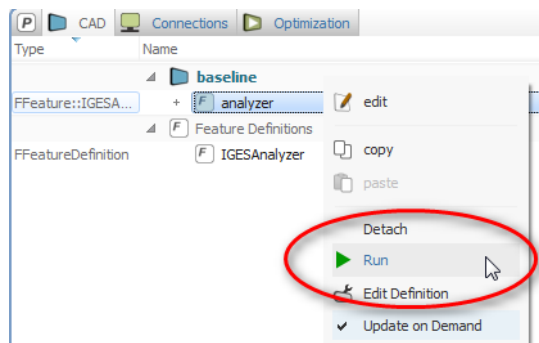 P CAD Connections Optimization
Type Name
baseline
FFeature::IGESA... + F analyzer
F Feature Definitions
FFeatureDefinition F IGESAnalyzer
edit
copy
paste
Detach
Run
Edit Definition
Update on Demand